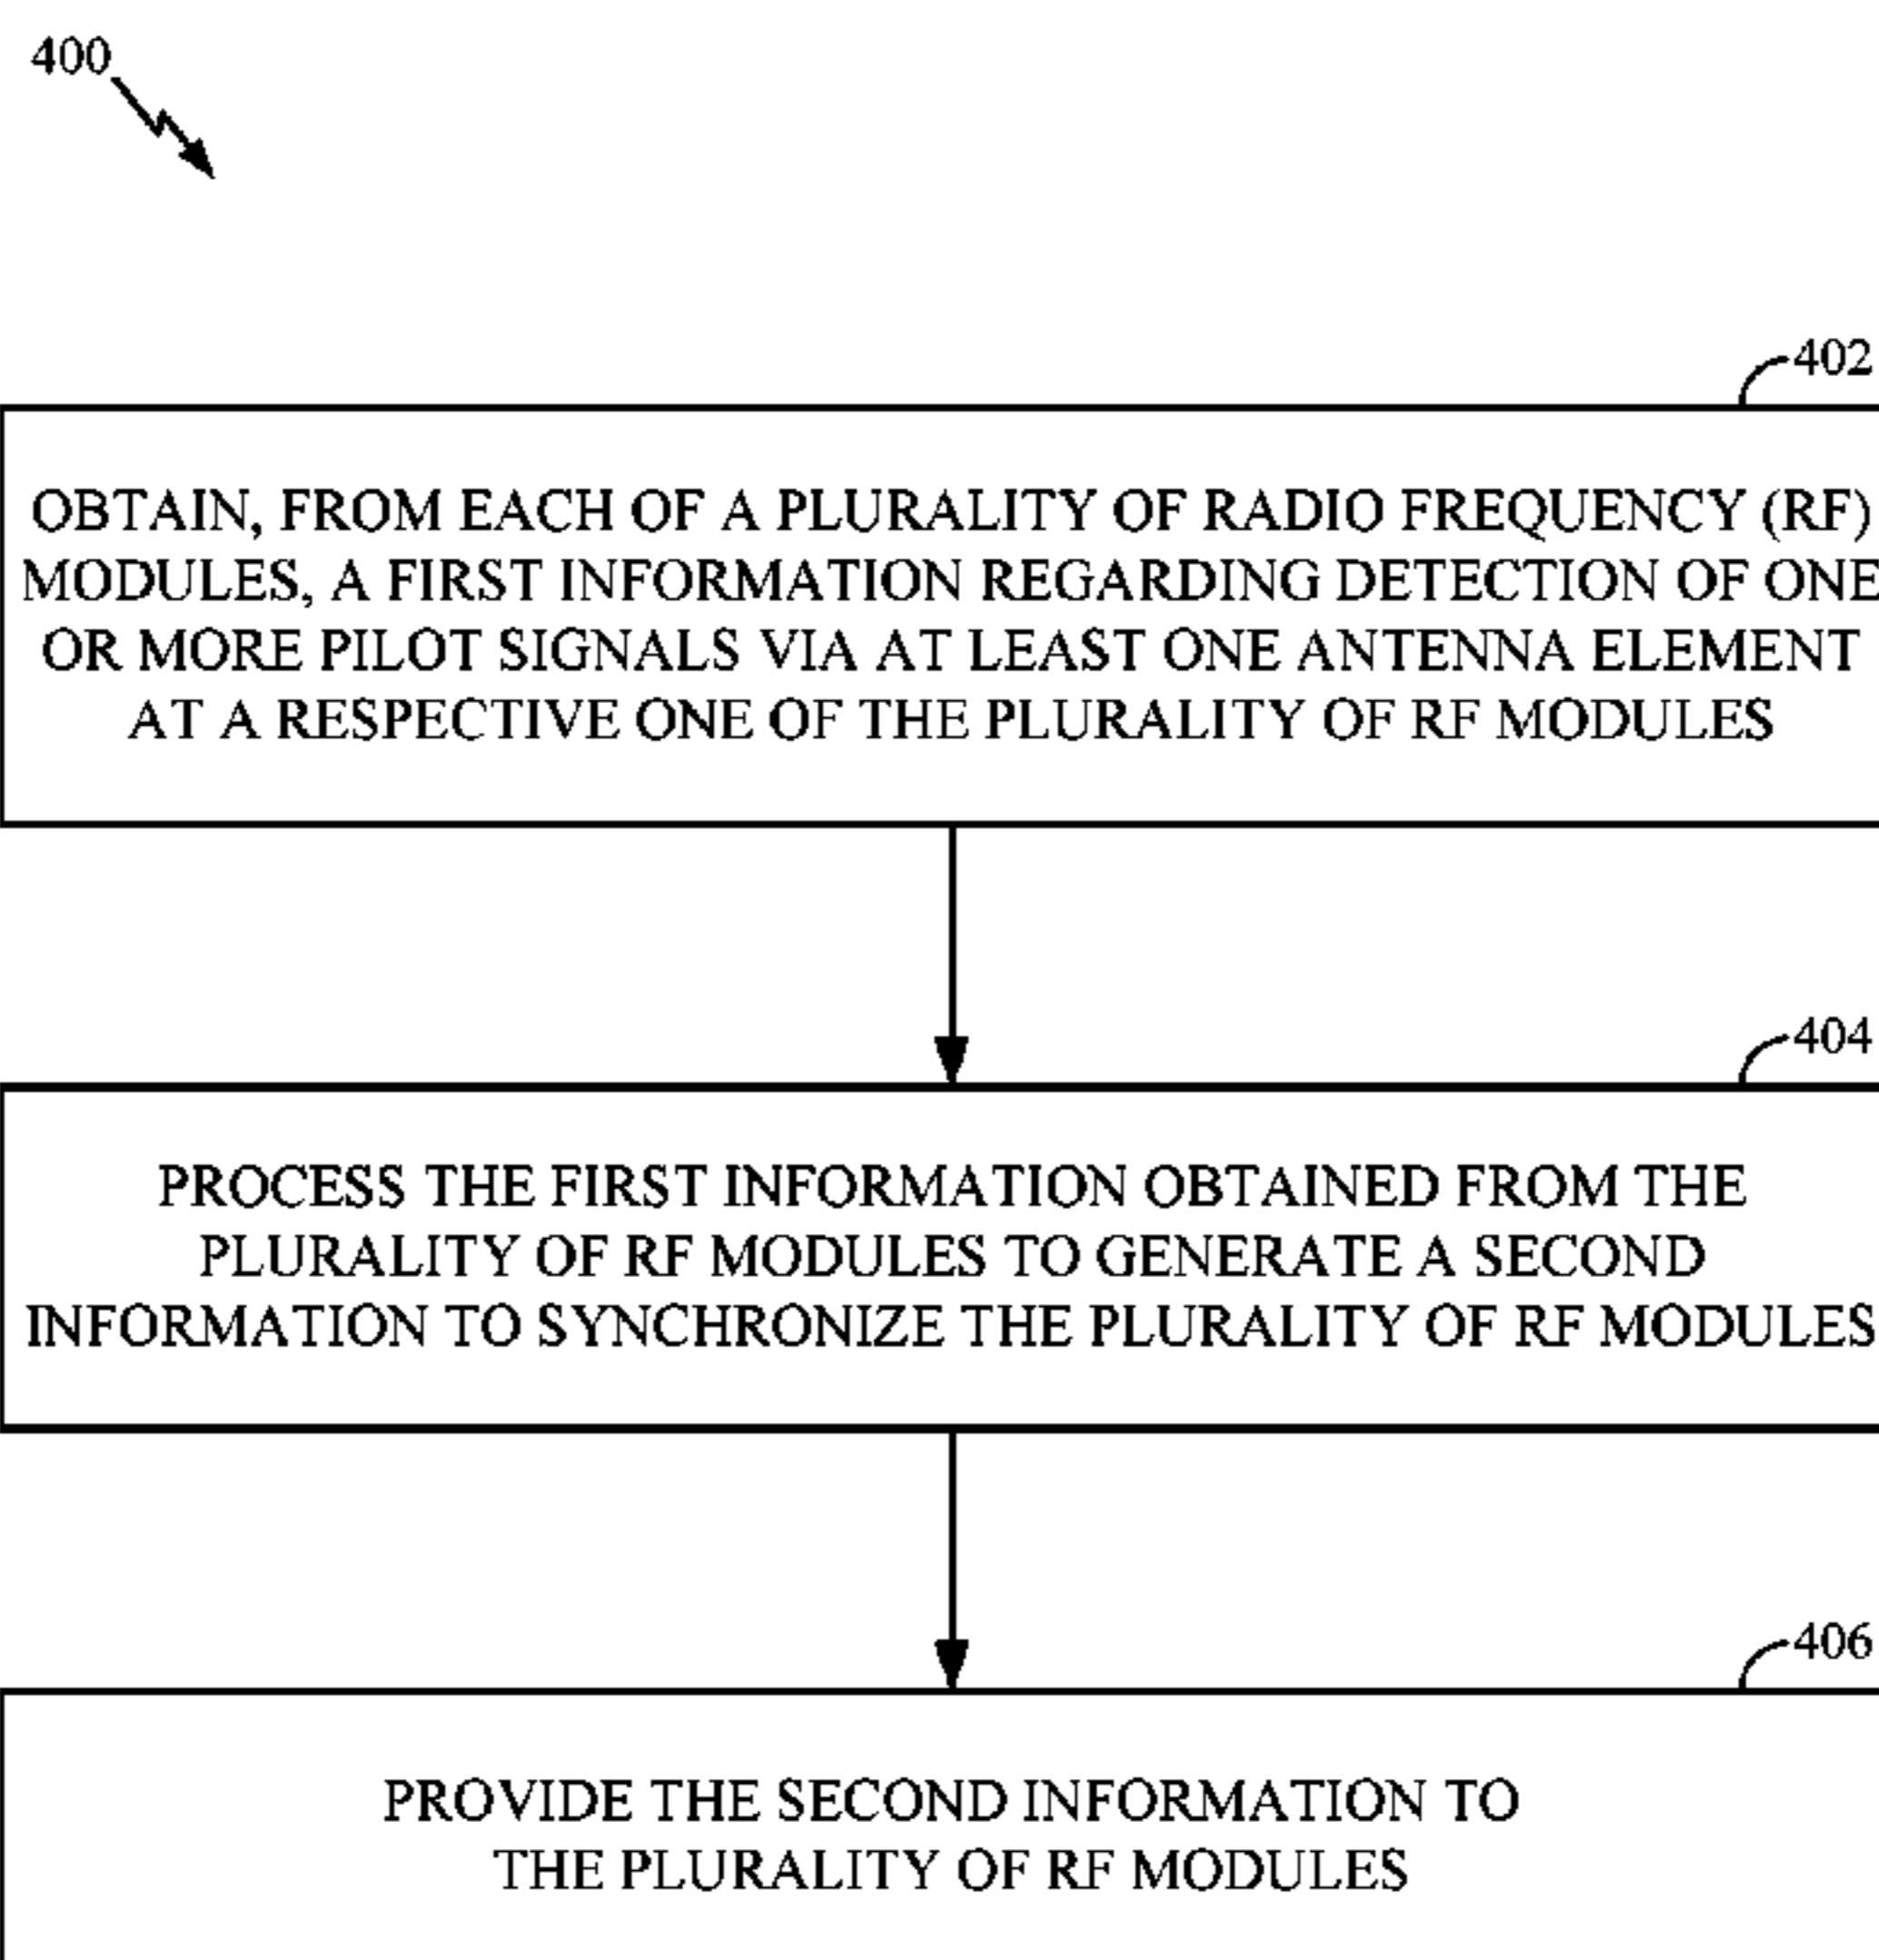 400
402
OBTAIN, FROM EACH OF A PLURALITY OF RADIO FREQUENCY (RF)
MODULES, A FIRST INFORMATION REGARDING DETECTION OF ONE
OR MORE PILOT SIGNALS VIA AT LEAST ONE ANTENNA ELEMENT
AT A RESPECTIVE ONE OF THE PLURALITY OF RF MODULES
404
PROCESS THE FIRST INFORMATION OBTAINED FROM THE
PLURALITY OF RF MODULES TO GENERATE A SECOND
INFORMATION TO SYNCHRONIZE THE PLURALITY OF RF MODULES
406
PROVIDE THE SECOND INFORMATION TO
THE PLURALITY OF RF MODULES